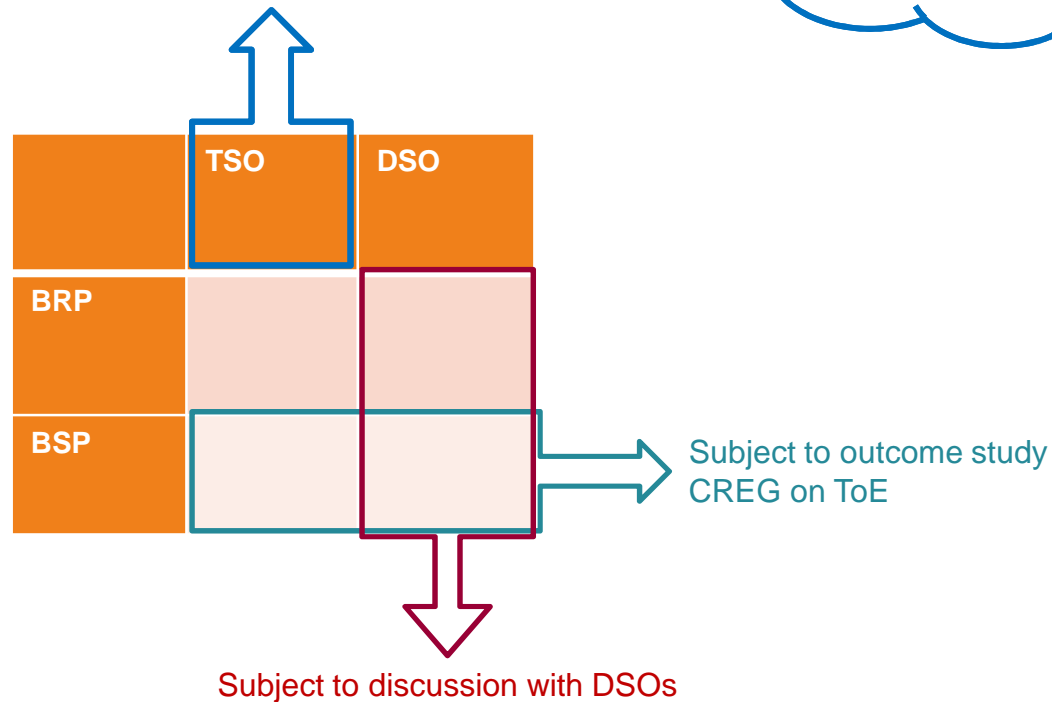 TSO
DSO
BRP
BSP
Subject to outcome study
CREG on ToE
Subject to discussion with DSOs